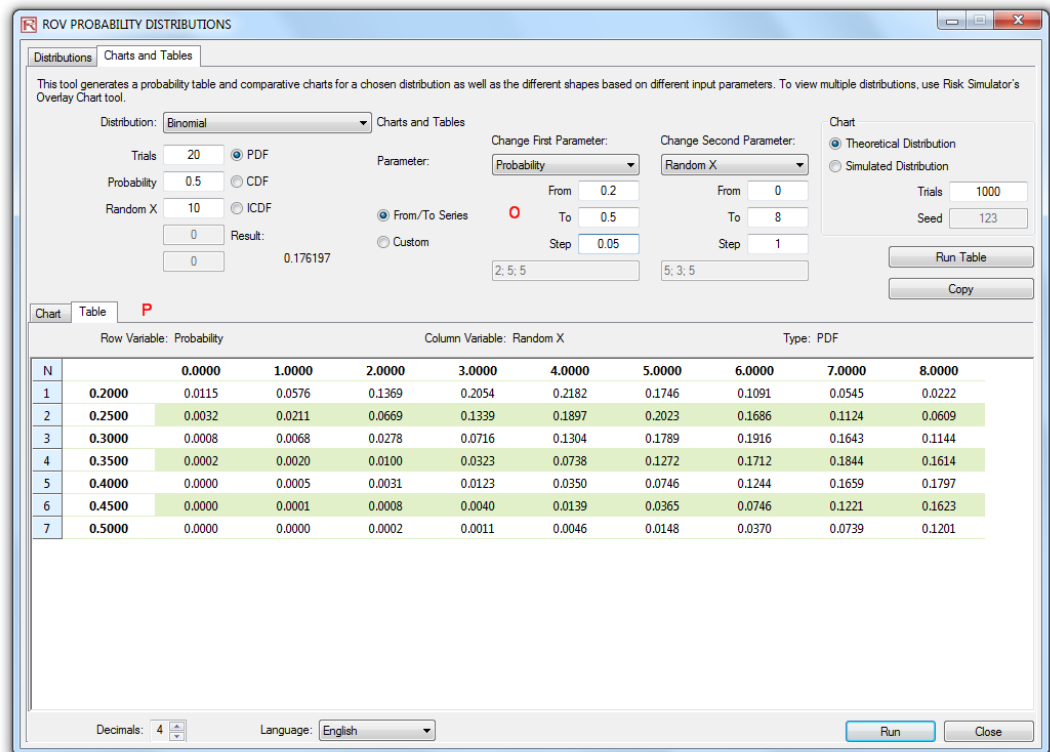 ROV PROBABILITY DISTRIBUTIONS
Distributions Charts and Tables
This tool generates a probability table and comparative charts for a chosen distribution as well as the different shapes based on different input parameters. To view multiple distributions, use Risk Simulator's
Overlay Chart tool.
Distribution: Binomial Charts and Tables Chart
Change First Parameter: Change Second Parameter: Theoretical Distribution
Trials 20 PDF Parameter: Probability Random X Simulated Distribution
Probability 0.5 CDF From 0.2 From 0 Trials 1000
Random X 10 ICDF From/To Series O To 0.5 To 8 Seed 123
0 Result: Custom Step 0.05 Step 1
0 0.176197 2; 5; 5 5; 3; 5 Run Table
Copy
Chart Table P
Row Variable: Probability Column Variable: Random X Type: PDF
N 0.0000 1.0000 2.0000 3.0000 4.0000 5.0000 6.0000 7.0000 8.0000
1 0.2000 0.0115 0.0576 0.1369 0.2054 0.2182 0.1746 0.1091 0.0545 0.0222
2 0.2500 0.0032 0.0211 0.0669 0.1339 0.1897 0.2023 0.1686 0.1124 0.0609
3 0.3000 0.0008 0.0068 0.0278 0.0716 0.1304 0.1789 0.1916 0.1643 0.1144
4 0.3500 0.0002 0.0020 0.0100 0.0323 0.0738 0.1272 0.1712 0.1844 0.1614
5 0.4000 0.0000 0.0005 0.0031 0.0123 0.0350 0.0746 0.1244 0.1659 0.1797
6 0.4500 0.0000 0.0001 0.0008 0.0040 0.0139 0.0365 0.0746 0.1221 0.1623
7 0.5000 0.0000 0.0000 0.0002 0.0011 0.0046 0.0148 0.0370 0.0739 0.1201
Decimals: 4 Language: English Run Close